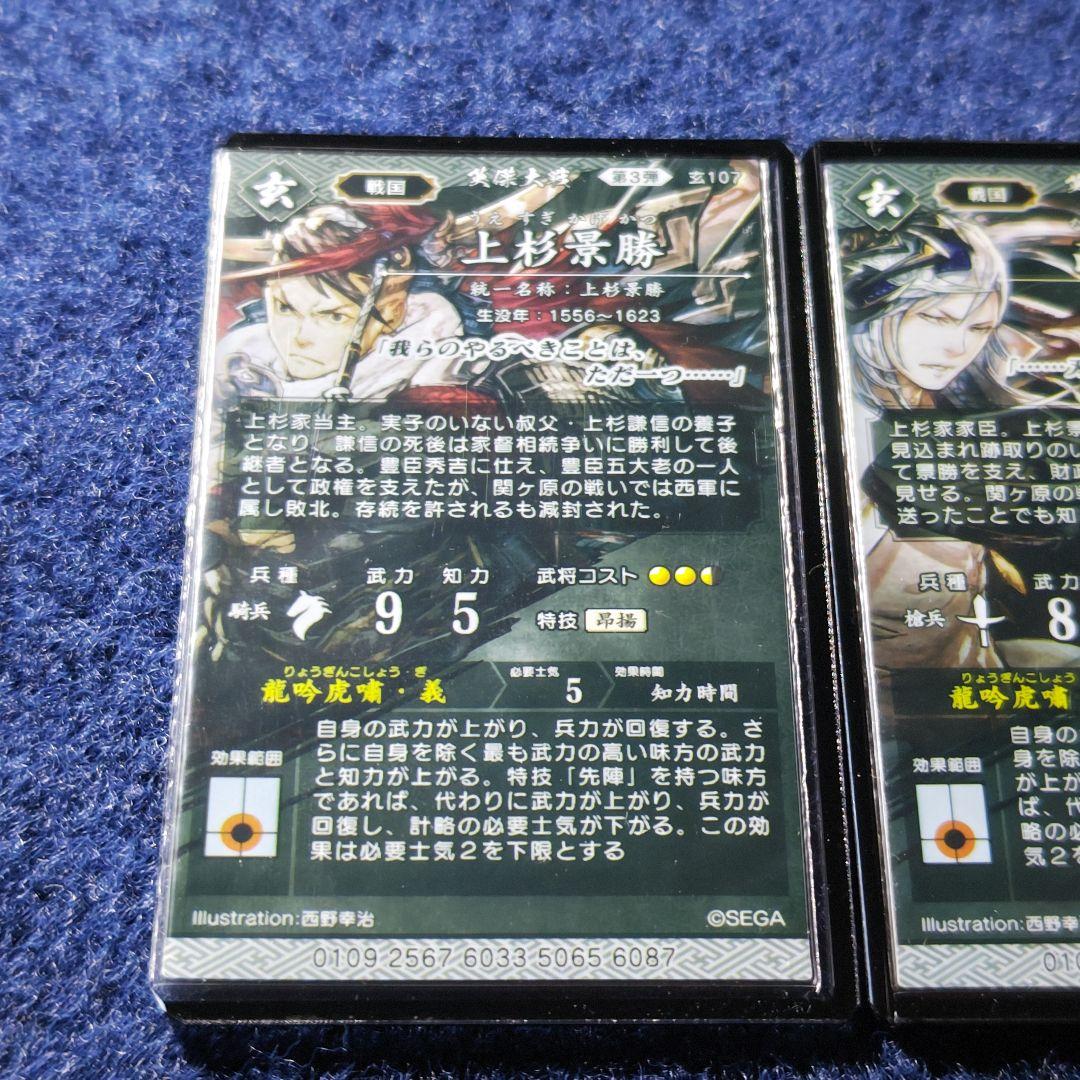 玄 戦国 英傑大戦 第3弾 玄107
うえすぎかげかつ
上杉景勝
統一名称：上杉景勝
生没年：1556～1623
「我らのやるべきことは、
ただ一つ……」
上杉家当主。実子のいない叔父・上杉謙信の養子
となり、謙信の死後は家督相続争いに勝利して後
継者となる。豊臣秀吉に仕え、豊臣五大老の一人
として政権を支えたが、関ヶ原の戦いでは西軍に
属し敗北。存続を許されるも減封された。
兵種 武力 知力 武将コスト
騎兵 9 5 特技 昂揚
りょうぎんこしょう・ぎ
龍吟虎嘯・義 必要士気 5 効果時間 知力時間
自身の武力が上がり、兵力が回復する。さ
らに自身を除く最も武力の高い味方の武力
と知力が上がる。特技「先陣」を持つ味方
であれば、代わりに武力が上がり、兵力が
回復し、計略の必要士気が下がる。この効
果は必要士気2を下限とする
効果範囲
Illustration:西野幸治 ©SEGA
0109 2567 6033 5065 6087
玄 戦国
「……
上杉家家臣。上杉景
見込まれ跡取りのい
て景勝を支え、財政
見せる。関ヶ原の戦
送ったことでも知
兵種 武力
槍兵 8
りょうぎんこしょう
龍吟虎嘯
自身の
身を除
が上が
ば、代
略の必
気2を
効果範囲
Illustration:西野幸
010